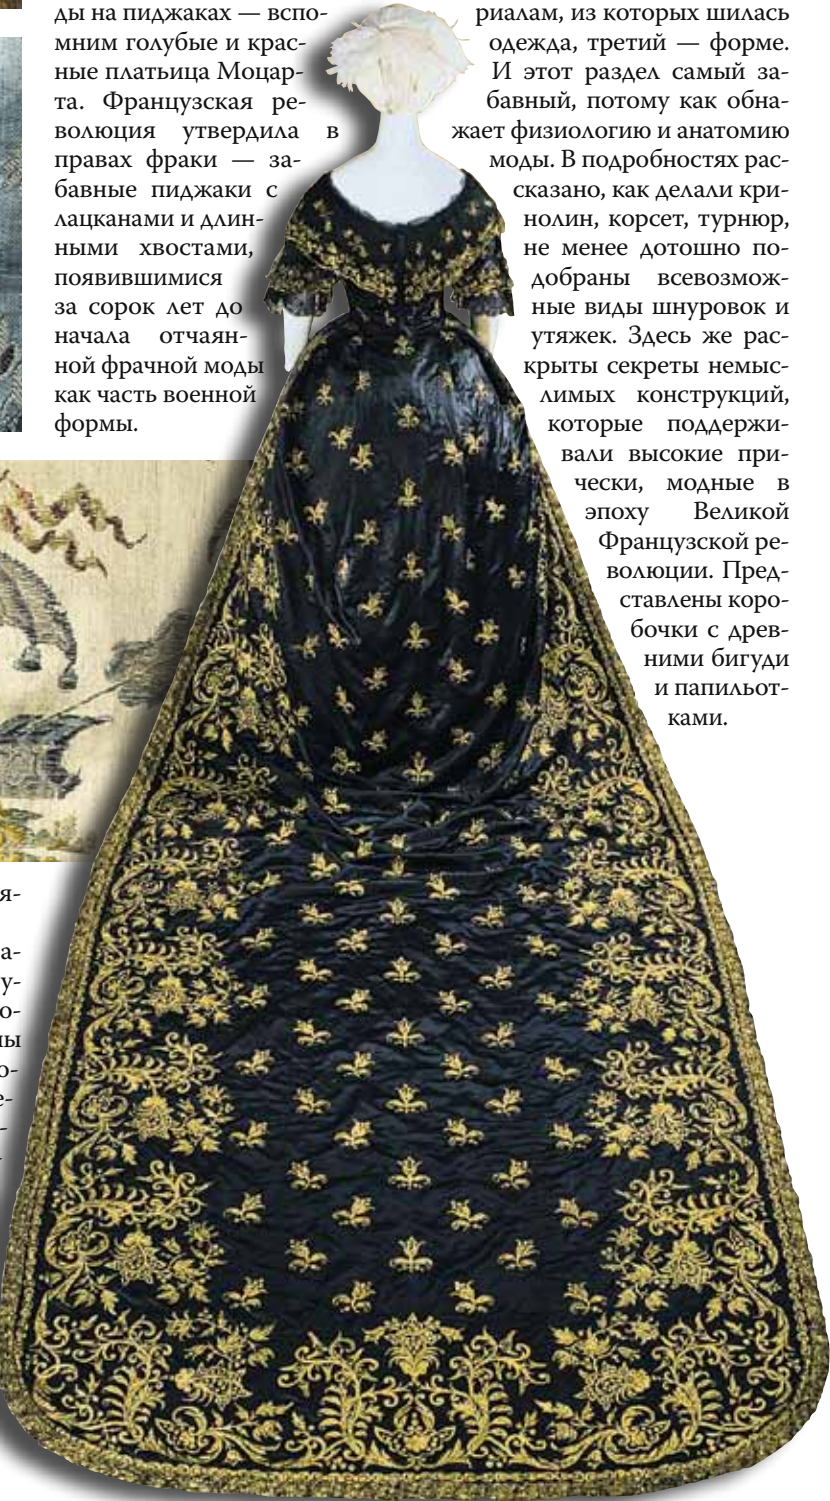 ды на пиджаках — вспо-
мним голубые и крас-
ные платьица Моцар-
та. Французская ре-
волюция утвердила в
правах фраки — за-
бавные пиджаки с
лацканами и длин-
ными хвостами,
появившимися
за сорок лет до
начала отчаян-
ной фрачной моды
как часть военной
формы.
я-
а-
у-
о-
ны
о-
е-
-
риалам, из которых шилась
одежда, третий — форме.
И этот раздел самый за-
бавный, потому как обна-
жает физиологию и анатомию
моды. В подробностях рас-
сказано, как делали кри-
нолин, корсет, турнюр,
не менее дотошно по-
добраны всевозмож-
ные виды шнуровок и
утяжек. Здесь же рас-
крыты секреты немыс-
лимых конструкций,
которые поддержи-
вали высокие при-
чески, модные в
эпоху Великой
Французской ре-
волюции. Пред-
ставлены коро-
бочки с древ-
ними бигуди
и папильот-
ками.